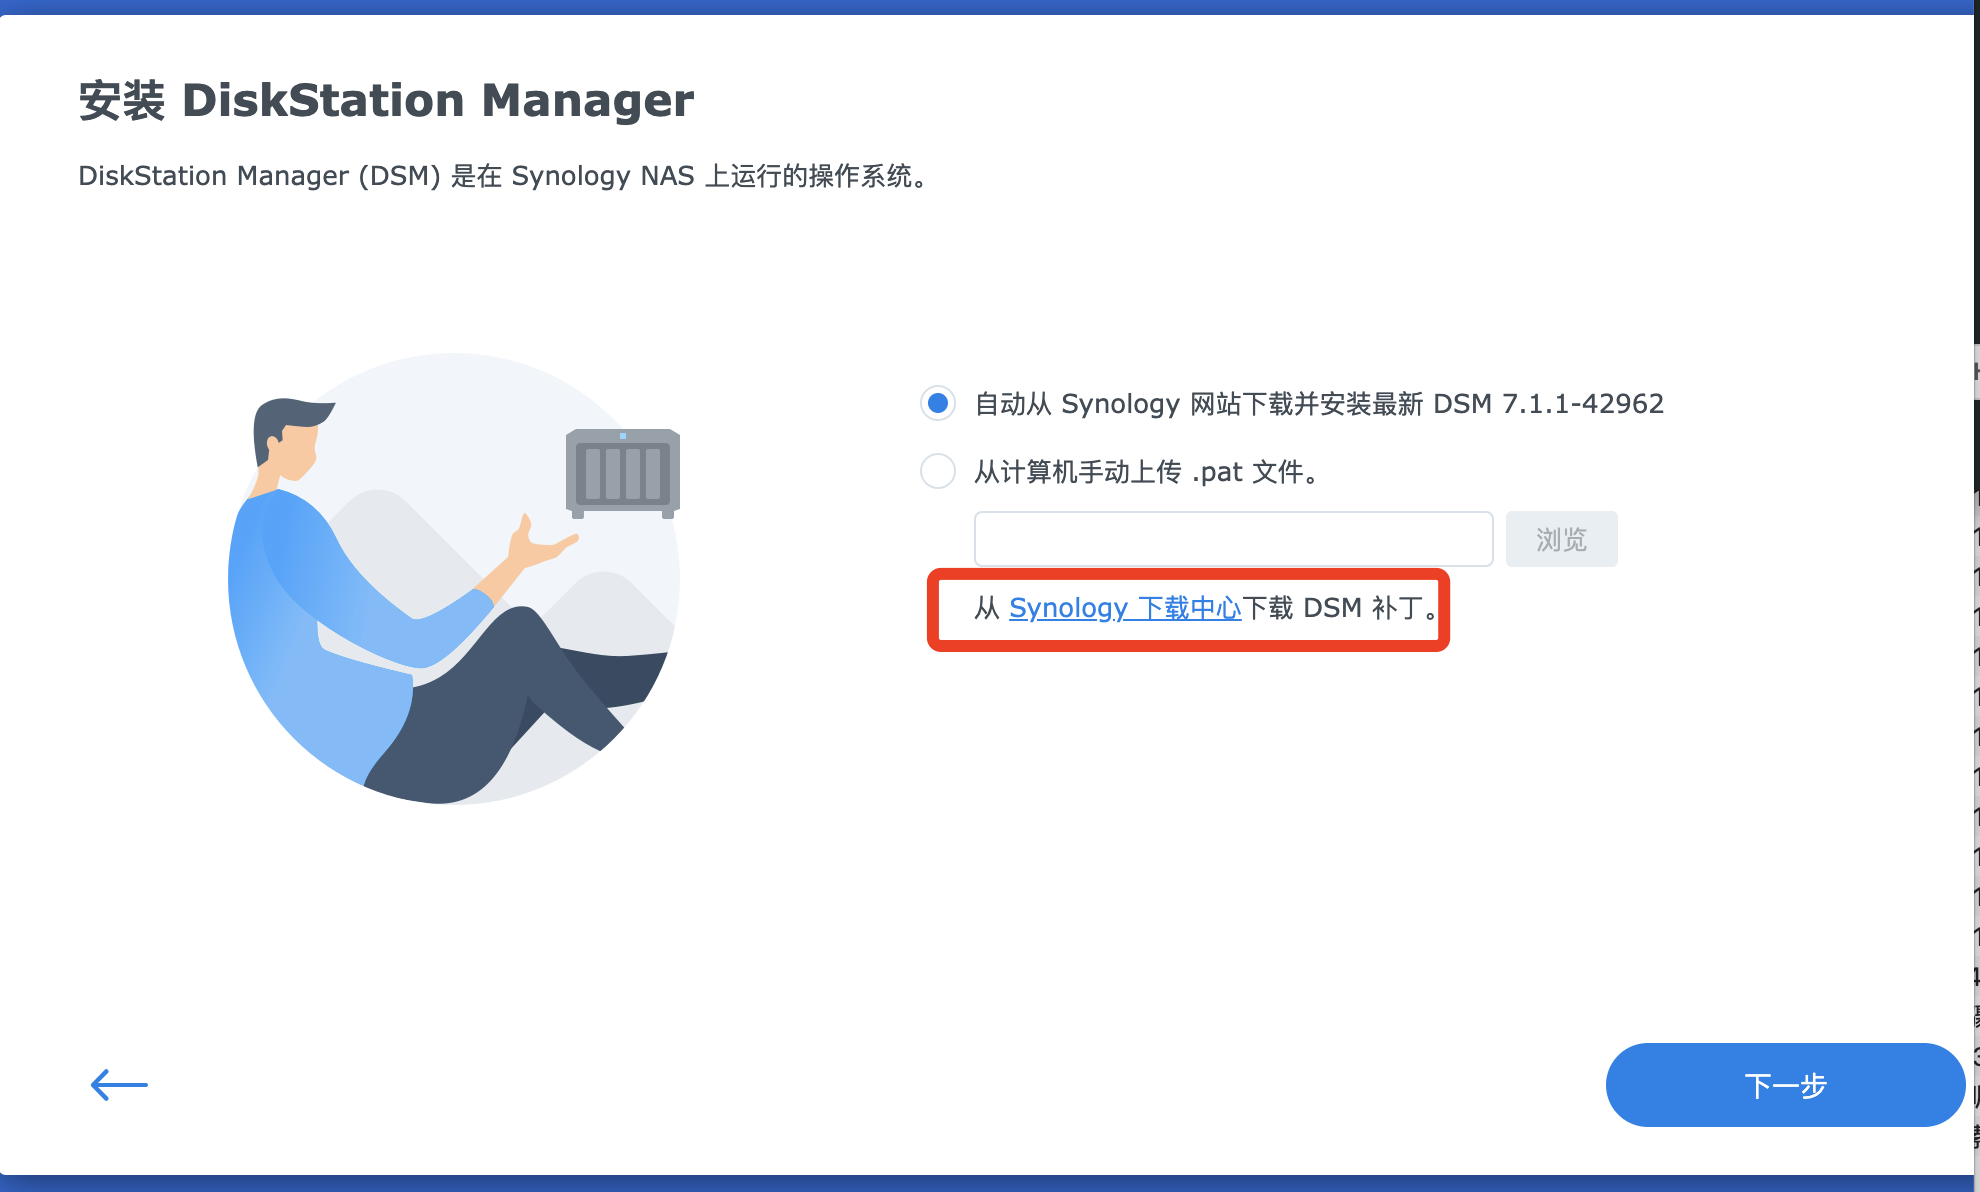 安装 DiskStation Manager
DiskStation Manager (DSM) 是在 Synology NAS 上运行的操作系统。
自动从 Synology 网站下载并安装最新 DSM 7.1.1-42962
从计算机手动上传 .pat 文件。
浏览
从 Synology 下载中心下载 DSM 补丁。
下一步